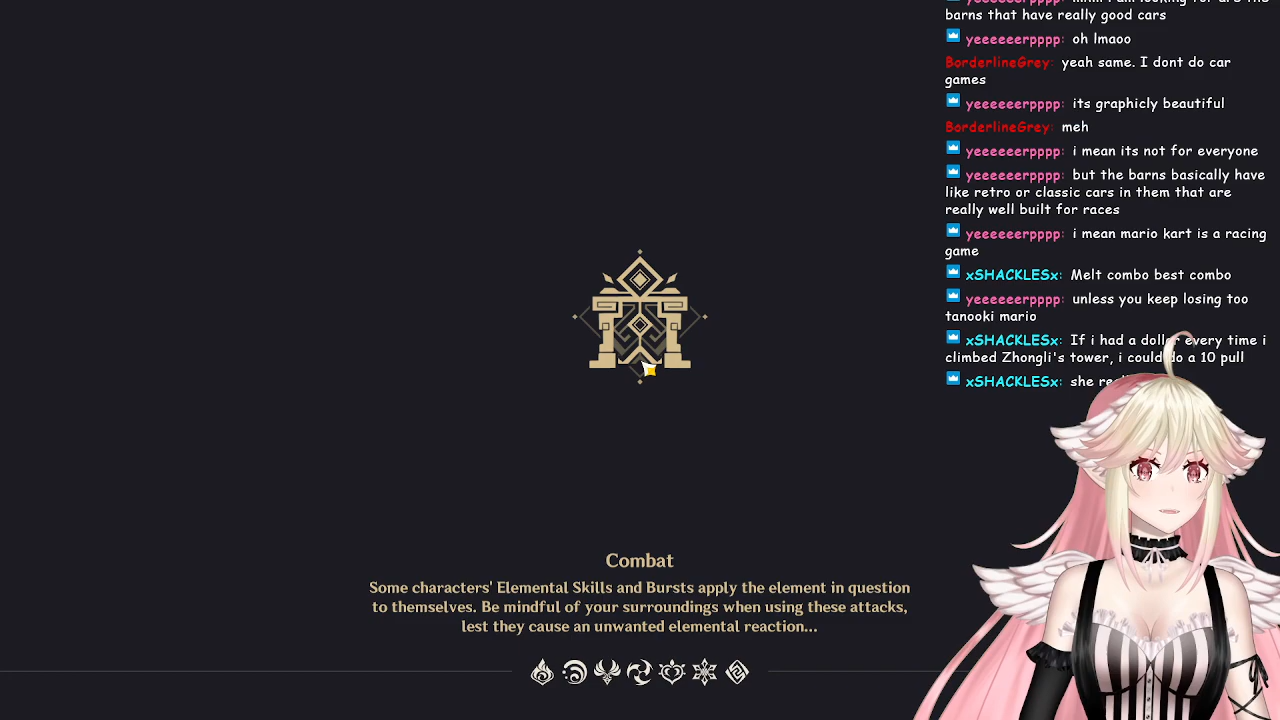 barns that have really good cars
yeeeeeerpppp: oh lmaoo
BorderlineGrey: yeah same. I dont do car
games
yeeeeeerpppp: its graphicly beautiful
BorderlineGrey: meh
yeeeeeerpppp: i mean its not for everyone
yeeeeeerpppp: but the barns basically have
like retro or classic cars in them that are
really well built for races
yeeeeeerpppp: i mean mario kart is a racing
game
xSHACKLESx: Melt combo best combo
yeeeeeerpppp: unless you keep losing too
tanooki mario
xSHACKLESx: If i had a dollar every time i
climbed Zhongli's tower, i could do a 10 pull
xSHACKLESx: she
Combat
Some characters' Elemental Skills and Bursts apply the element in question
to themselves. Be mindful of your surroundings when using these attacks,
lest they cause an unwanted elemental reaction...